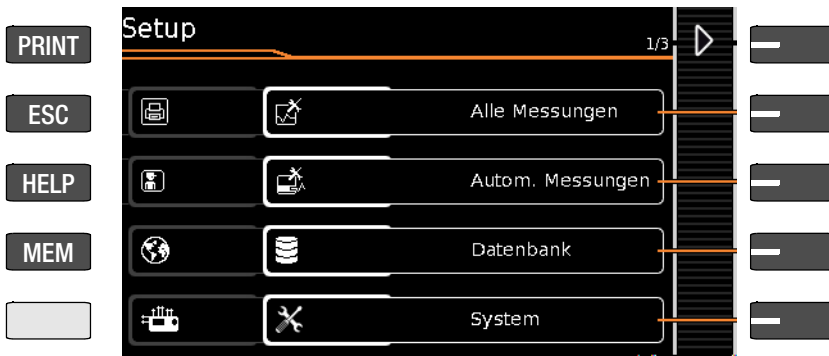 Setup
1/3
PRINT
ESC
Alle Messungen
HELP
Autom. Messungen
MEM
Datenbank
System